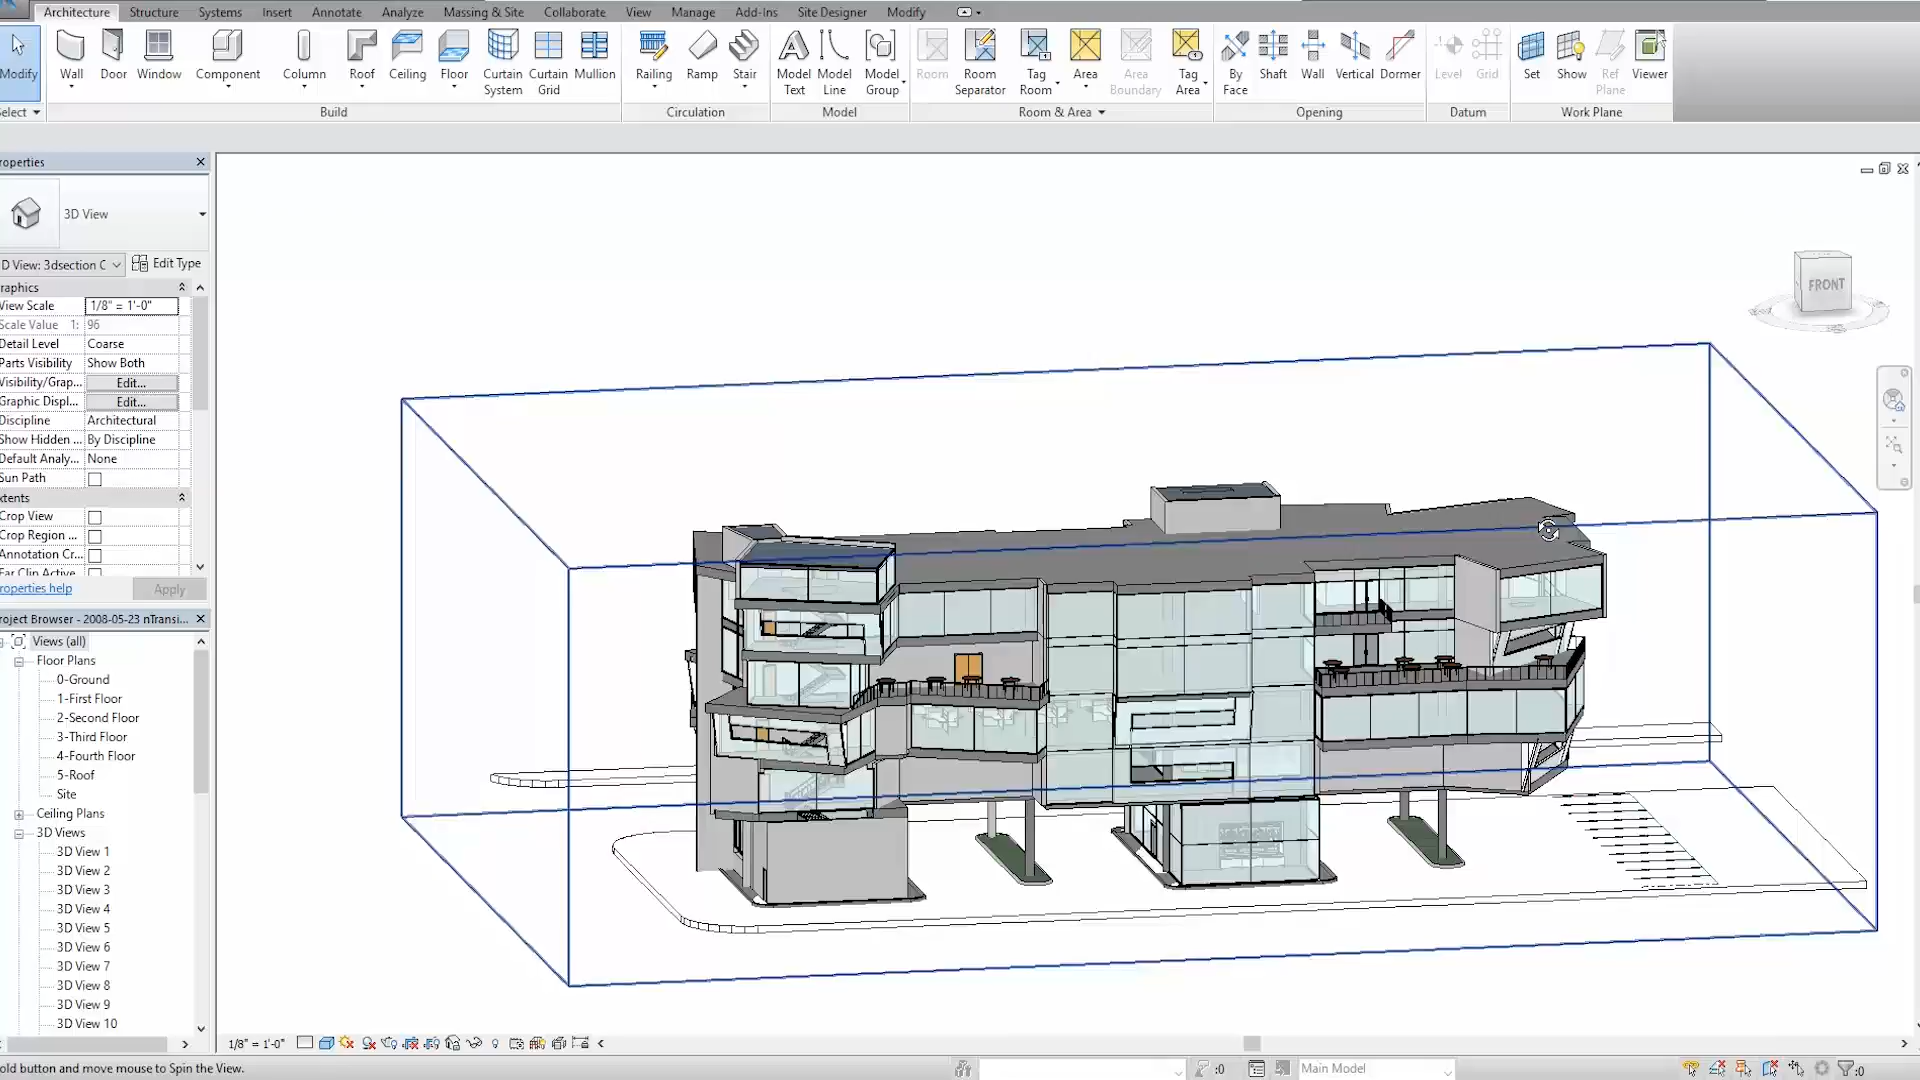 Architecture Structure Systems Insert Annotate Analyze Massing & Site Collaborate View Manage Add-Ins Site Designer Modify
Modify Wall Door Window Component Column Roof Ceiling Floor Curtain System Curtain Grid Mullion Railing Ramp Stair Model Text Model Line Model Group Room Room Separator Tag Room Area Area Boundary Tag Area By Face Shaft Wall Vertical Dormer Level Grid Set Show Ref Plane Viewer
elect Build Circulation Model Room & Area Opening Datum Work Plane
roperties
3D View
D View: 3dsection C Edit Type
raphics
View Scale 1/8" = 1'-0"
Scale Value 1: 96
Detail Level Coarse
Parts Visibility Show Both
Visibility/Grap... Edit...
Graphic Displ... Edit...
Discipline Architectural
Show Hidden ... By Discipline
Default Analy... None
Sun Path
xtents
Crop View
Crop Region ...
Annotation Cr...
Far Clip Active
roperties help Apply
roject Browser - 2008-05-23 nTransi...
Views (all)
Floor Plans
0-Ground
1-First Floor
2-Second Floor
3-Third Floor
4-Fourth Floor
5-Roof
Site
Ceiling Plans
3D Views
3D View 1
3D View 2
3D View 3
3D View 4
3D View 5
3D View 6
3D View 7
3D View 8
3D View 9
3D View 10
FRONT
1/8" = 1'-0"
old button and move mouse to Spin the View.
:0
Main Model
:0